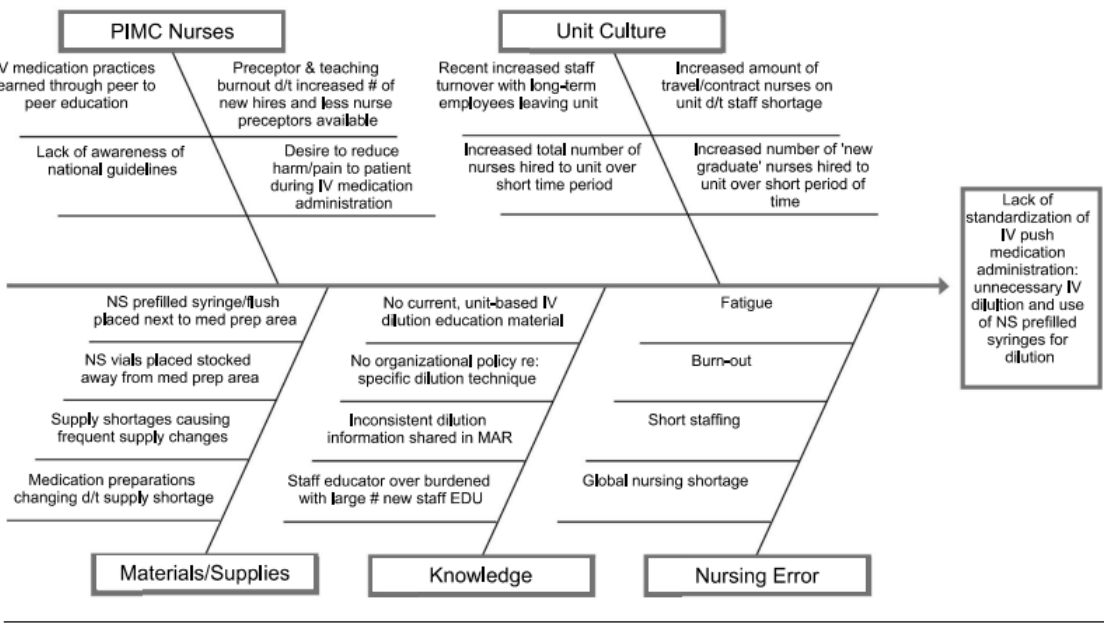 PIMC Nurses
Unit Culture
V medication practices
earned through peer to
peer education
Preceptor & teaching
burnout d/t increased # of
new hires and less nurse
preceptors available
Recent increased staff
turnover with long-term
employees leaving unit
Increased amount of
travel/contract nurses on
unit d/t staff shortage
Lack of awareness of
national guidelines
Desire to reduce
harm/pain to patient
during IV medication
administration
Increased total number of
nurses hired to unit over
short time period
Increased number of 'new
graduate' nurses hired to
unit over short period of
time
Lack of
standardization of
IV push
medication
administration:
unnecessary IV
dilution and use
of NS prefilled
syringes for
dilution
NS prefilled syringe/flush
placed next to med prep area
NS vials placed stocked
away from med prep area
Supply shortages causing
frequent supply changes
Medication preparations
changing d/t supply shortage
No current, unit-based IV
dilution education material
No organizational policy re:
specific dilution technique
Inconsistent dilution
information shared in MAR
Staff educator over burdened
with large # new staff EDU
Fatigue
Burn-out
Short staffing
Global nursing shortage
Materials/Supplies
Knowledge
Nursing Error